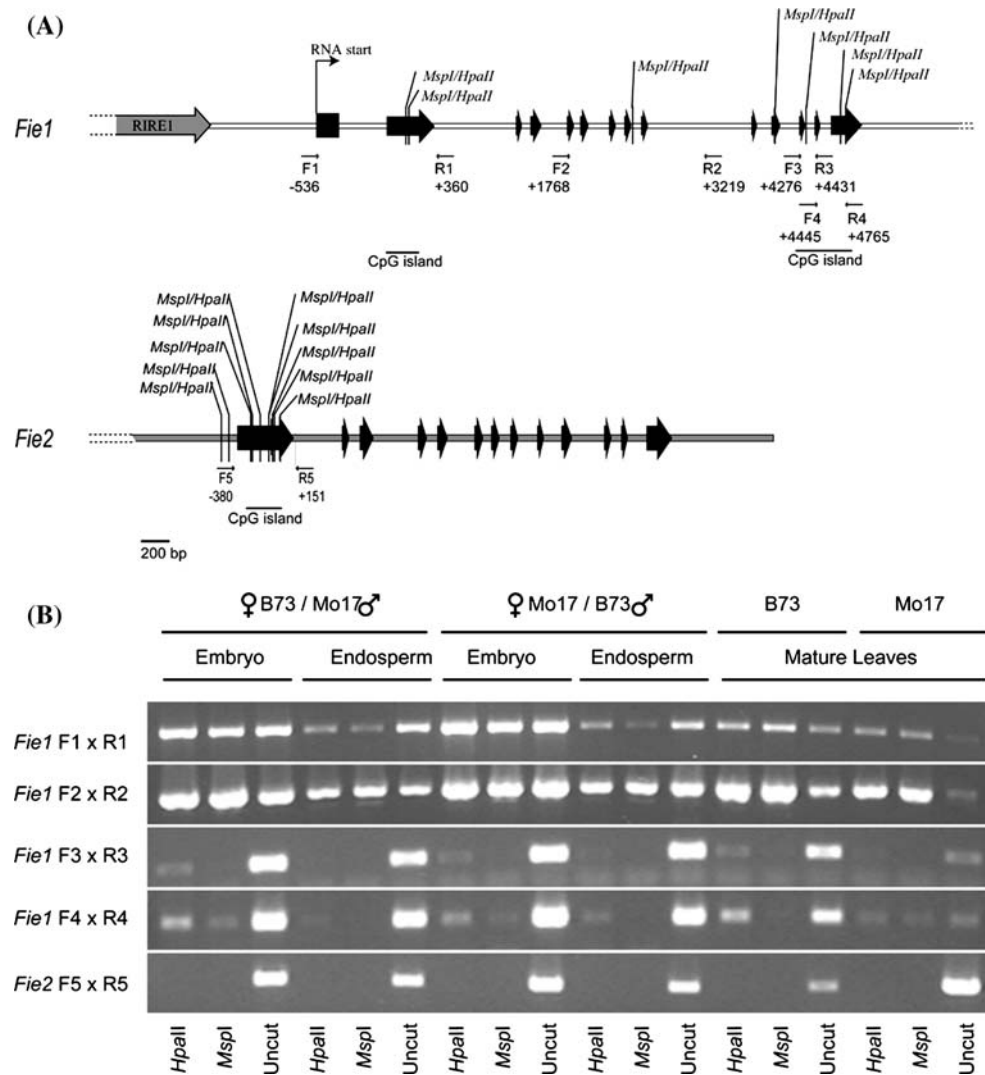 (A)
RNA start
MspI/HpaII
MspI/HpaII
MspI/HpaII
MspI/HpaII
MspI/HpaII
MspI/HpaII
MspI/HpaII
Fie1
RIRE1
F1
-536
R1
+360
F2
+1768
R2
+3219
F3
+4276
R3
+4431
F4
+4445
R4
+4765
CpG island
CpG island
MspI/HpaII
MspI/HpaII
MspI/HpaII
MspI/HpaII
MspI/HpaII
MspI/HpaII
MspI/HpaII
MspI/HpaII
MspI/HpaII
MspI/HpaII
Fie2
F5
-380
R5
+151
CpG island
200 bp
(B)
♀ B73 / Mo17 ♂
♀ Mo17 / B73 ♂
B73
Mo17
Embryo
Endosperm
Embryo
Endosperm
Mature Leaves
Fie1 F1 x R1
Fie1 F2 x R2
Fie1 F3 x R3
Fie1 F4 x R4
Fie2 F5 x R5
HpaII
MspI
Uncut
HpaII
MspI
Uncut
HpaII
MspI
Uncut
HpaII
MspI
Uncut
HpaII
MspI
Uncut
HpaII
MspI
Uncut